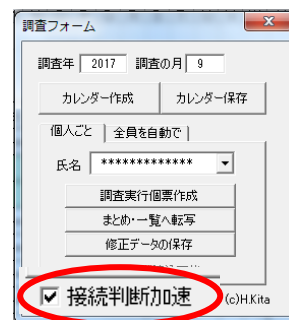 調査フォーム
調査年 2017 調査の月 9
カレンダー作成 カレンダー保存
個人ごと 全員を自動で
氏名 *************
調査実行個票作成
まとめ・一覧へ転写
修正データの保存
接続判断加速 (c)H.Kita